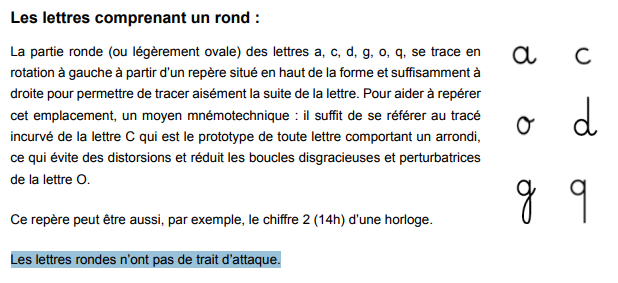 Les lettres comprenant un rond :
La partie ronde (ou légèrement ovale) des lettres a, c, d, g, o, q, se trace en
rotation à gauche à partir d'un repère situé en haut de la forme et suffisamment à
droite pour permettre de tracer aisément la suite de la lettre. Pour aider à repérer
cet emplacement, un moyen mnémotechnique : il suffit de se référer au tracé
incurvé de la lettre C qui est le prototype de toute lettre comportant un arrondi,
ce qui évite des distorsions et réduit les boucles disgracieuses et perturbatrices
de la lettre O.
Ce repère peut être aussi, par exemple, le chiffre 2 (14h) d'une horloge.
Les lettres rondes n'ont pas de trait d'attaque.
a c
o d
g q